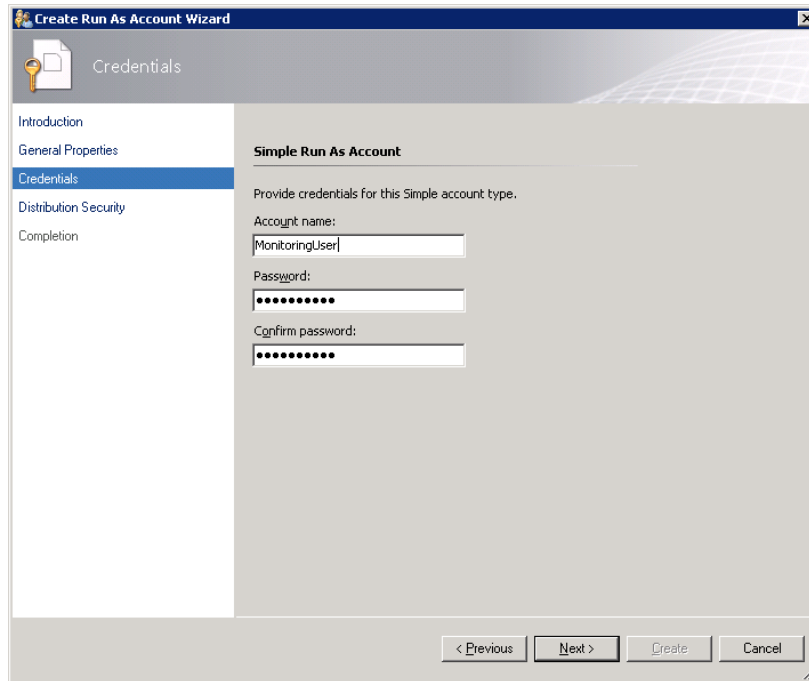 Create Run As Account Wizard
Credentials
Introduction
General Properties
Credentials
Distribution Security
Completion
Simple Run As Account
Provide credentials for this Simple account type.
Account name:
MonitoringUser
Password:
●●●●●●●●●●
Confirm password:
●●●●●●●●●●
< Previous Next > Create Cancel